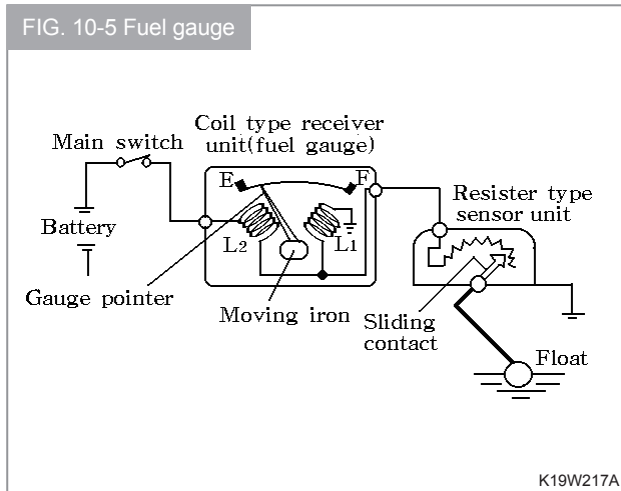 FIG. 10-5 Fuel gauge
Coil type receiver
unit(fuel gauge)
Main switch
E
F
Resister type
sensor unit
Battery
L2
L1
Gauge pointer
Moving iron
Sliding
contact
Float
K19W217A